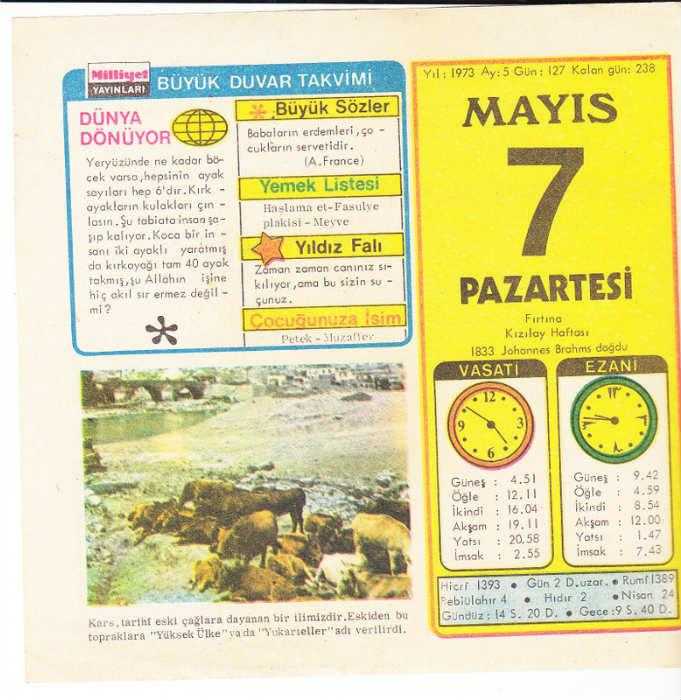 Milliyet
YAYINLARI
BÜYÜK DUVAR TAKVİMİ
DÜNYA
DÖNÜYOR
Yeryüzünde ne kadar bö-
cek varsa,hepsinin ayak
sayıları hep 6'dır.Kırk -
ayakların kulakları çın -
lasın.Şu tabiata insan şa-
şıp kalıyor.Koca bir in -
sanı iki ayaklı yaratmış
da kırkayağı tam 40 ayak
takmış,şu Allahın işine
hiç akıl sır ermez değil -
mi?
Büyük Sözler
Babaların erdemleri,ço -
cukların servetidir.
(A.France)
Yemek Listesi
Haşlama et-Fasulye
plakisi - Meyve
Yıldız Falı
Zaman zaman canınız sı-
kılıyor,ama bu sizin su -
çunuz.
Çocuğunuza İsim
Petek - Muzaffer
Kars, tarihi eski çağlara dayanan bir ilimizdir.Eskiden bu
topraklara "Yüksek Ülke" ya da "Yukarıeller" adı verilirdi.
Yıl: 1973 Ay: 5 Gün: 127 Kalan gün: 238
MAYIS
7
PAZARTESİ
Fırtına
Kızılay Haftası
1833 Johannes Brahms doğdu
VASATİ
12
3
6
9
Güneş : 4.51
Öğle : 12.11
İkindi : 16.04
Akşam : 19.11
Yatsı : 20.58
İmsak : 2.55
EZANİ
١٢
٣
٩
Güneş : 9.42
Öğle : 4.59
İkindi : 8.54
Akşam : 12.00
Yatsı : 1.47
İmsak : 7.43
Hicrî 1393 • Gün 2 D.uzar. • Rumî 1389
Rebiülahır 4 • Hıdır 2 • Nisan 24
Gündüz : 14 S. 20 D. • Gece : 9 S. 40 D.